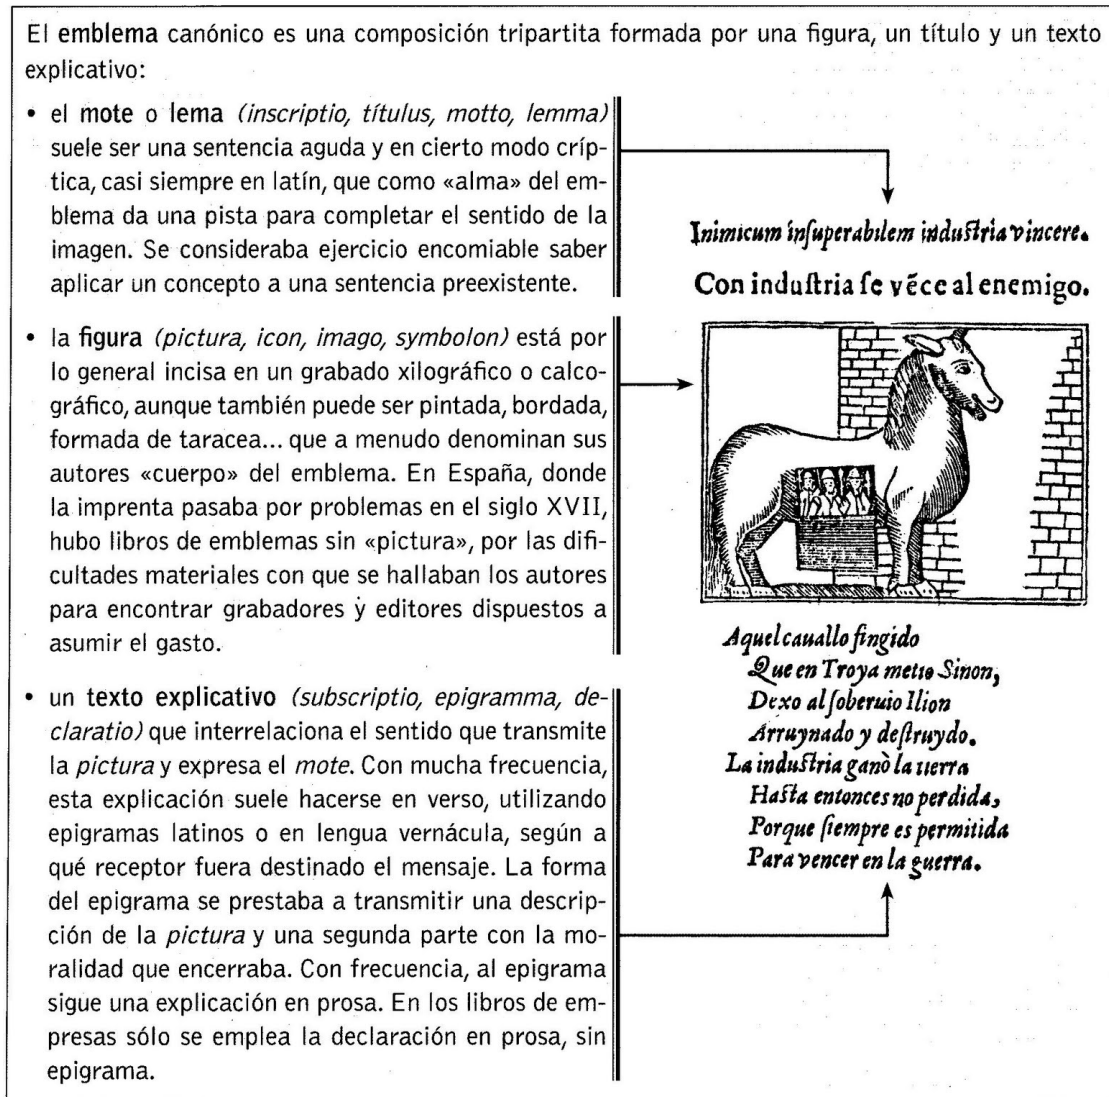 El emblema canónico es una composición tripartita formada por una figura, un título y un texto
explicativo:
• el mote o lema (inscriptio, títulus, motto, lemma)
suele ser una sentencia aguda y en cierto modo críp-
tica, casi siempre en latín, que como «alma» del em-
blema da una pista para completar el sentido de la
imagen. Se consideraba ejercicio encomiable saber
aplicar un concepto a una sentencia preexistente.
• la figura (pictura, icon, imago, symbolon) está por
lo general incisa en un grabado xilográfico o calco-
gráfico, aunque también puede ser pintada, bordada,
formada de taracea... que a menudo denominan sus
autores «cuerpo» del emblema. En España, donde
la imprenta pasaba por problemas en el siglo XVII,
hubo libros de emblemas sin «pictura», por las difi-
cultades materiales con que se hallaban los autores
para encontrar grabadores y editores dispuestos a
asumir el gasto.
• un texto explicativo (subscriptio, epigramma, de-
claratio) que interrelaciona el sentido que transmite
la pictura y expresa el mote. Con mucha frecuencia,
esta explicación suele hacerse en verso, utilizando
epigramas latinos o en lengua vernácula, según a
qué receptor fuera destinado el mensaje. La forma
del epigrama se prestaba a transmitir una descrip-
ción de la pictura y una segunda parte con la mo-
ralidad que encerraba. Con frecuencia, al epigrama
sigue una explicación en prosa. En los libros de em-
presas sólo se emplea la declaración en prosa, sin
epigrama.
Inimicum inſuperabilem induſtria vincere.
Con induſtria ſe vẽce al enemigo.
Aquel cauallo fingido
Que en Troya metio Sinon,
Dexo al ſoberuio Ilion
Arruynado y deſtruydo.
La induſtria ganò la tierra
Haſta entonces no perdida,
Porque ſiempre es permitida
Para vencer en la guerra.